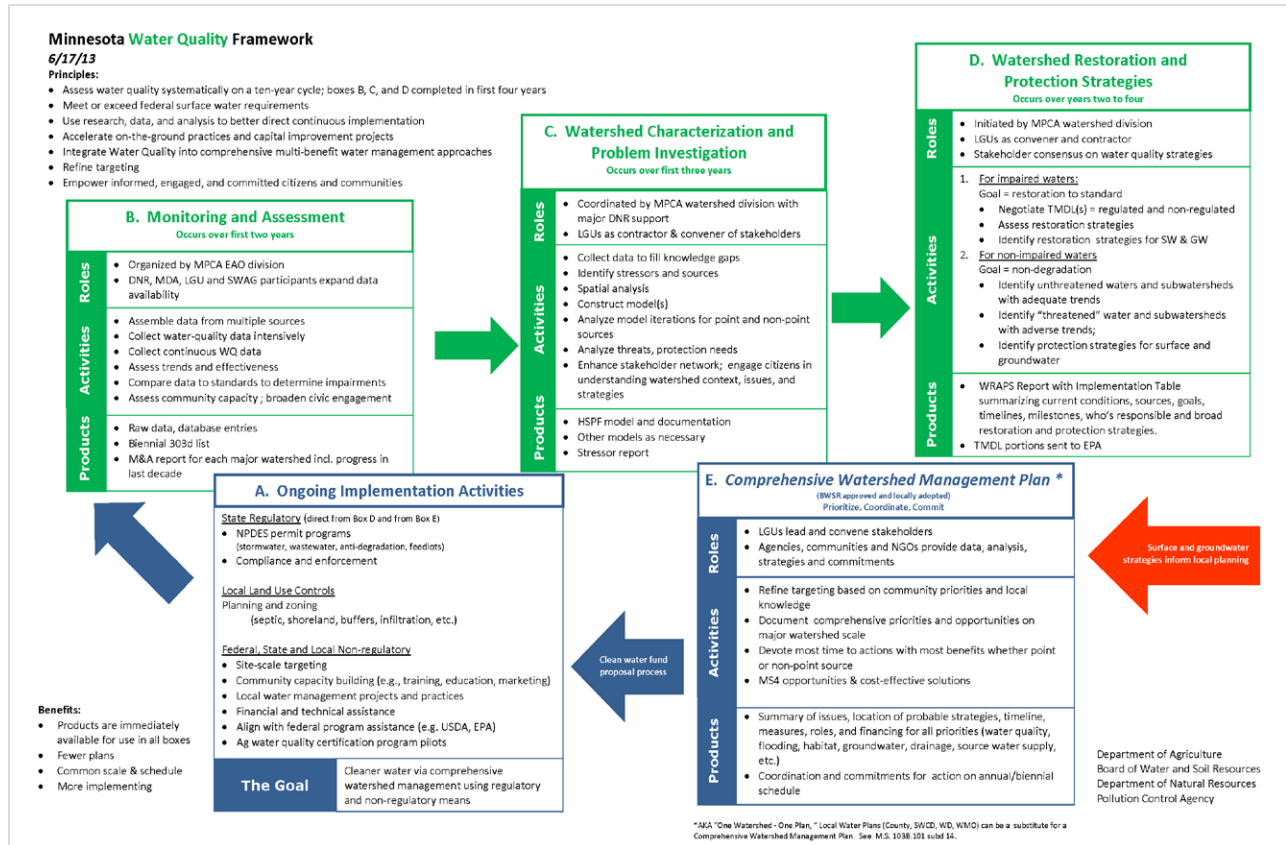 Minnesota Water Quality Framework
6/17/13
Principles:
• Assess water quality systematically on a ten-year cycle; boxes B, C, and D completed in first four years
• Meet or exceed federal surface water requirements
• Use research, data, and analysis to better direct continuous implementation
• Accelerate on-the-ground practices and capital improvement projects
• Integrate Water Quality into comprehensive multi-benefit water management approaches
• Refine targeting
• Empower informed, engaged, and committed citizens and communities
B. Monitoring and Assessment
Occurs over first two years
Roles
• Organized by MPCA EAO division
• DNR, MDA, LGU and SWAG participants expand data
availability
Activities
• Assemble data from multiple sources
• Collect water-quality data intensively
• Collect continuous WQ data
• Assess trends and effectiveness
• Compare data to standards to determine impairments
• Assess community capacity ; broaden civic engagement
Products
• Raw data, database entries
• Biennial 303d list
• M&A report for each major watershed incl. progress in
last decade
C. Watershed Characterization and
Problem Investigation
Occurs over first three years
Roles
• Coordinated by MPCA watershed division with
major DNR support
• LGUs as contractor & convener of stakeholders
Activities
• Collect data to fill knowledge gaps
• Identify stressors and sources
• Spatial analysis
• Construct model(s)
• Analyze model iterations for point and non-point
sources
• Analyze threats, protection needs
• Enhance stakeholder network; engage citizens in
understanding watershed context, issues, and
strategies
Products
• HSPF model and documentation
• Other models as necessary
• Stressor report
D. Watershed Restoration and
Protection Strategies
Occurs over years two to four
Roles
• Initiated by MPCA watershed division
• LGUs as convener and contractor
• Stakeholder consensus on water quality strategies
Activities
1. For impaired waters:
Goal = restoration to standard
• Negotiate TMDL(s) = regulated and non-regulated
• Assess restoration strategies
• Identify restoration strategies for SW & GW
2. For non-impaired waters
Goal = non-degradation
• Identify unthreatened waters and subwatersheds
with adequate trends
• Identify "threatened" water and subwatersheds
with adverse trends;
• Identify protection strategies for surface and
groundwater
Products
• WRAPS Report with Implementation Table
summarizing current conditions, sources, goals,
timelines, milestones, who's responsible and broad
restoration and protection strategies.
• TMDL portions sent to EPA
A. Ongoing Implementation Activities
State Regulatory (direct from Box D and from Box E)
• NPDES permit programs
(stormwater, wastewater, anti-degradation, feedlots)
• Compliance and enforcement
Local Land Use Controls
Planning and zoning
(septic, shoreland, buffers, infiltration, etc.)
Federal, State and Local Non-regulatory
• Site-scale targeting
• Community capacity building (e.g., training, education, marketing)
• Local water management projects and practices
• Financial and technical assistance
• Align with federal program assistance (e.g. USDA, EPA)
• Ag water quality certification program pilots
The Goal
Cleaner water via comprehensive
watershed management using regulatory
and non-regulatory means
Clean water fund
proposal process
E. Comprehensive Watershed Management Plan *
(BWSR approved and locally adopted)
Prioritize, Coordinate, Commit
Roles
• LGUs lead and convene stakeholders
• Agencies, communities and NGOs provide data, analysis,
strategies and commitments
Activities
• Refine targeting based on community priorities and local
knowledge
• Document comprehensive priorities and opportunities on
major watershed scale
• Devote most time to actions with most benefits whether point
or non-point source
• MS4 opportunities & cost-effective solutions
Products
• Summary of issues, location of probable strategies, timeline,
measures, roles, and financing for all priorities (water quality,
flooding, habitat, groundwater, drainage, source water supply,
etc.)
• Coordination and commitments for action on annual/biennial
schedule
Surface and groundwater
strategies inform local planning
Benefits:
• Products are immediately
available for use in all boxes
• Fewer plans
• Common scale & schedule
• More implementing
Department of Agriculture
Board of Water and Soil Resources
Department of Natural Resources
Pollution Control Agency
*AKA "One Watershed - One Plan, " Local Water Plans (County, SWCD, WD, WMO) can be a substitute for a
Comprehensive Watershed Management Plan. See M.S. 103B.101 subd 14.